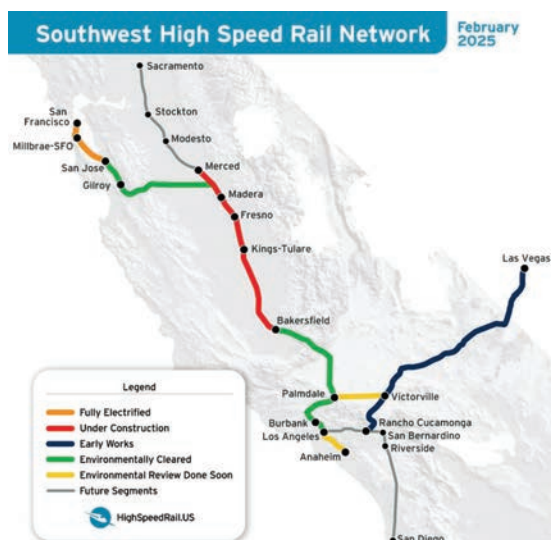 Southwest High Speed Rail Network
February
2025
Sacramento
Stockton
Modesto
San
Francisco
Millbrae-SFO
San Jose
Gilroy
Merced
Madera
Fresno
Kings-Tulare
Bakersfield
Las Vegas
Palmdale
Victorville
Burbank
Los Angeles
Anaheim
Rancho Cucamonga
San Bernardino
Riverside
San Diego
Legend
Fully Electrified
Under Construction
Early Works
Environmentally Cleared
Environmental Review Done Soon
Future Segments
HighSpeedRail.US